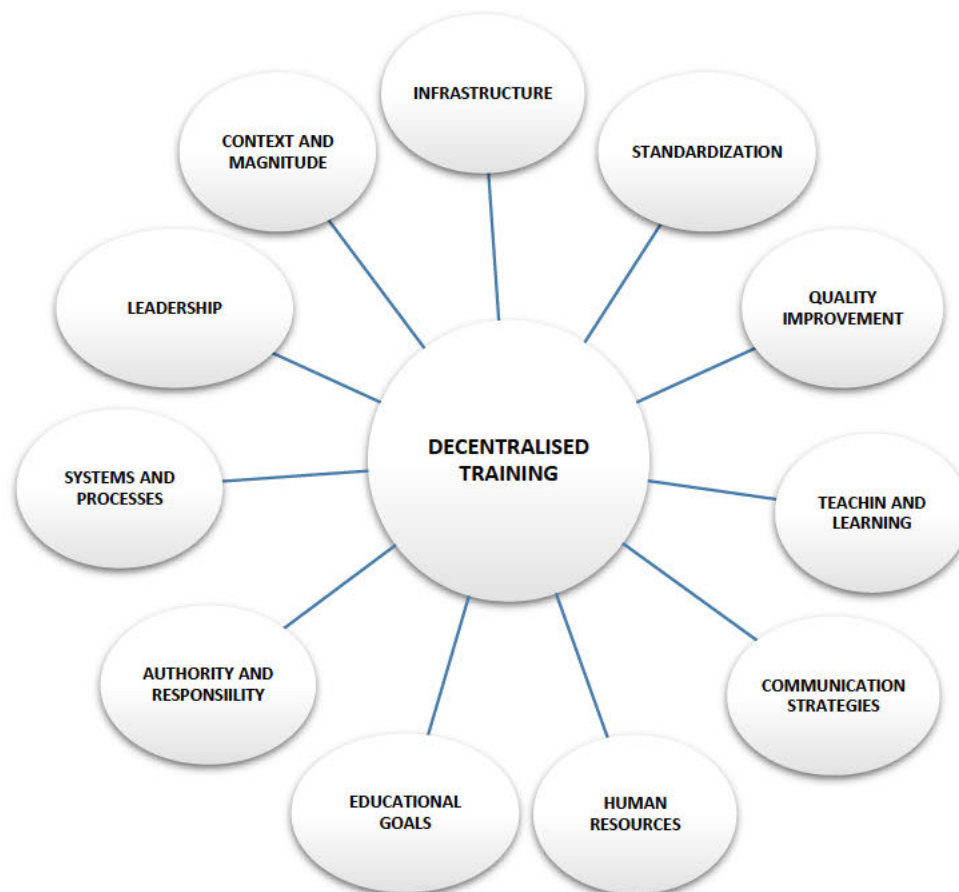 INFRASTRUCTURE
CONTEXT AND
MAGNITUDE
STANDARDIZATION
LEADERSHIP
QUALITY
IMPROVEMENT
DECENTRALISED
TRAINING
SYSTEMS AND
PROCESSES
TEACHIN AND
LEARNING
AUTHORITY AND
RESPONSIILITY
COMMUNICATION
STRATEGIES
EDUCATIONAL
GOALS
HUMAN
RESOURCES